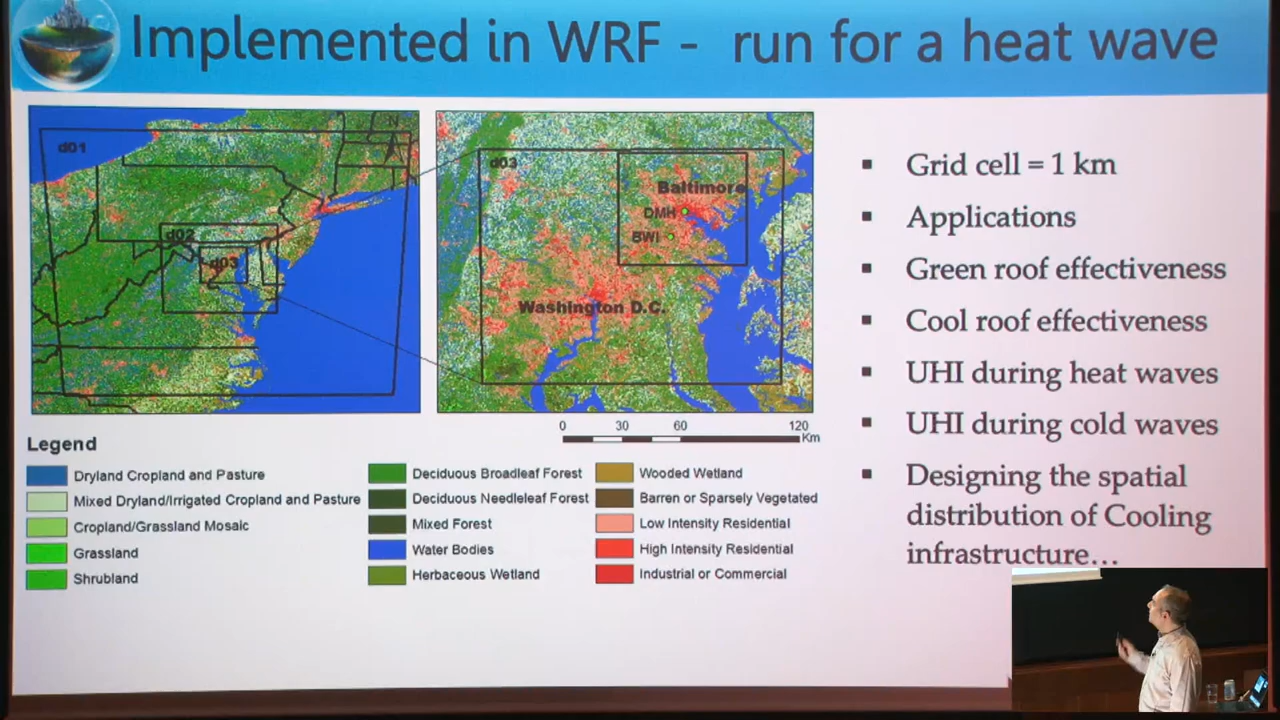 Implemented in WRF - run for a heat wave
d01
N
d02
d03
d03
Baltimore
DMH
BWI
Washington D.C.
▪ Grid cell = 1 km
▪ Applications
▪ Green roof effectiveness
▪ Cool roof effectiveness
▪ UHI during heat waves
▪ UHI during cold waves
▪ Designing the spatial
distribution of Cooling
infrastructure…
0 30 60 120
Km
Legend
Dryland Cropland and Pasture
Mixed Dryland/Irrigated Cropland and Pasture
Cropland/Grassland Mosaic
Grassland
Shrubland
Deciduous Broadleaf Forest
Deciduous Needleleaf Forest
Mixed Forest
Water Bodies
Herbaceous Wetland
Wooded Wetland
Barren or Sparsely Vegetated
Low Intensity Residential
High Intensity Residential
Industrial or Commercial